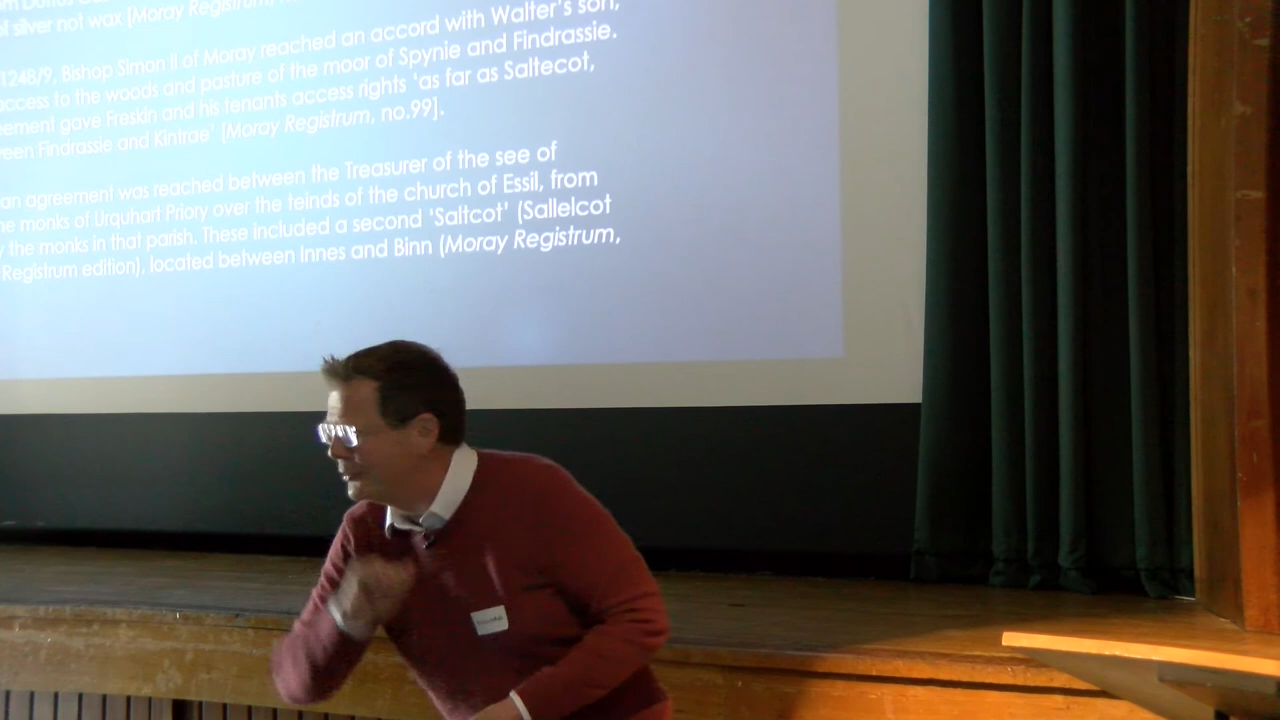 of silver not wax [Moray Registrum,
1248/9, Bishop Simon II of Moray reached an accord with Walter's son,
access to the woods and pasture of the moor of Spynie and Findrassie.
ement gave Freskin and his tenants access rights 'as far as Saltecot,
een Findrassie and Kintrae' [Moray Registrum, no.99].
an agreement was reached between the Treasurer of the see of
he monks of Urquhart Priory over the teinds of the church of Essil, from
y the monks in that parish. These included a second 'Saltcot' (Sallelcot
Registrum edition), located between Innes and Binn (Moray Registrum,